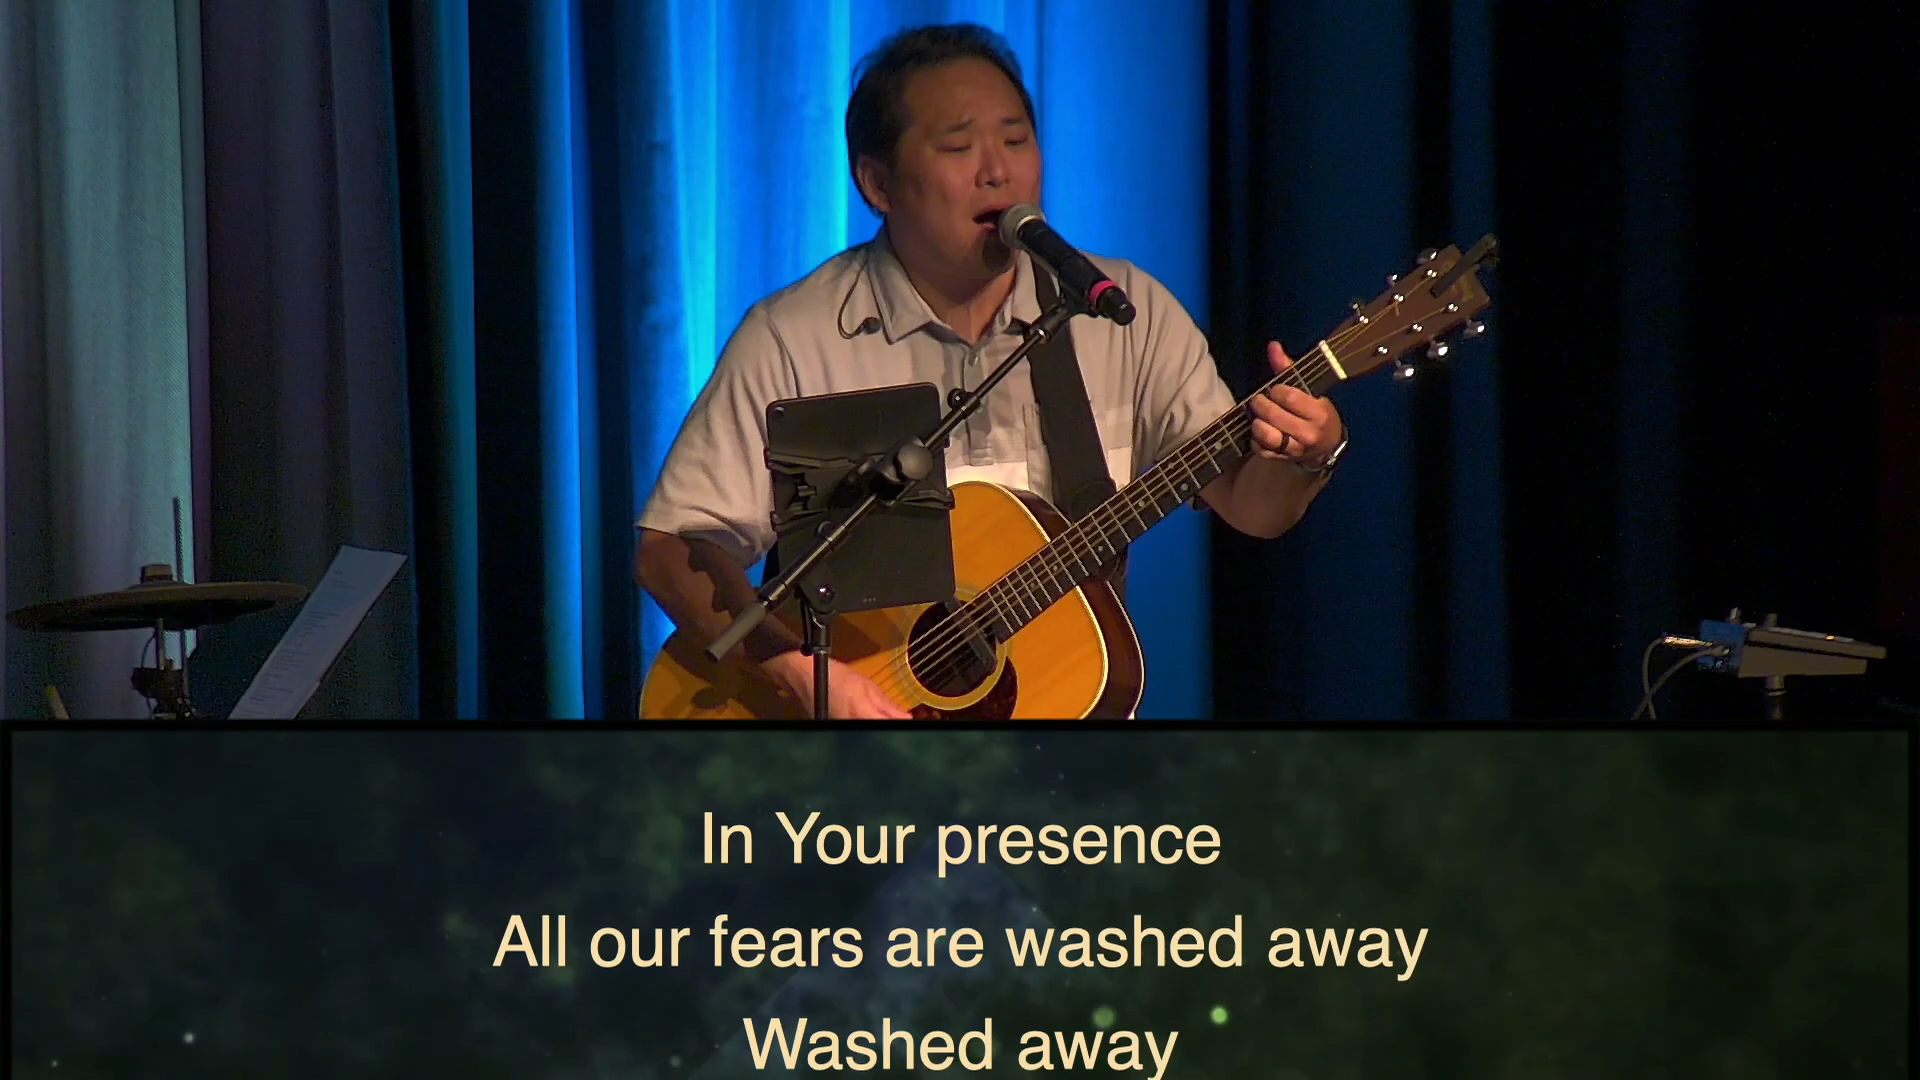 In Your presence
All our fears are washed away
Washed away